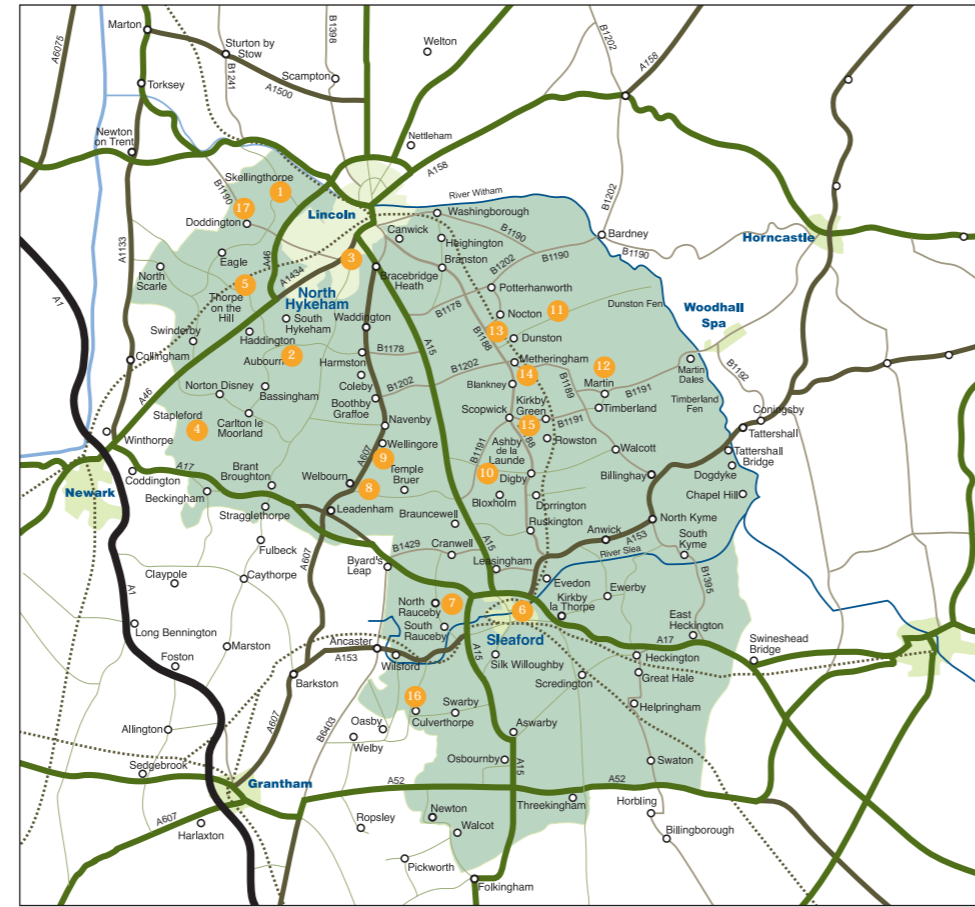 Marton
Sturton by
Stow
B1398
Welton
B1202
A6075
B1241
Scampton
A1500
A158
Torksey
Newton
on Trent
Nettleham
A158
Skellingthorpe
1
B1190
17
Doddington
Lincoln
River Witham
Washingborough
B1190
B1202
Bardney
B1190
Horncastle
Canwick
Heighington
Branston
B1202
B1190
A1133
A46
A1434
3
Eagle
5
North
Scarle
Thorpe
on the
Hill
North
Hykeham
Bracebridge
Heath
Potterhanworth
11
Dunston Fen
Woodhall
Spa
A1
South
Hykeham
Waddington
B1178
A15
B1188
Nocton
13
Dunston
Swinderby
Haddington
Aubourn
2
Harmston
B1178
Metheringham
14
12
Martin
Martin
Dales
B1192
Collingham
A46
Coleby
B1202
B1202
Blankney
B1189
B1191
Timberland
Timberland
Fen
Norton Disney
Bassingham
Boothby
Graffoe
Kirkby
Green
Coningsby
Stapleford
4
Carlton le
Moorland
Navenby
Scopwick
15
B1191
Tattershall
Winthorpe
Wellingore
88
Rowston
Walcott
Tattershall
Bridge
A607
9
B1191
Ashby
de la
Launde
A17
Coddington
Brant
Broughton
Welbourn
Temple
Bruer
10
Digby
Billinghay
Dogdyke
Newark
Beckingham
8
Bloxholm
Dorrington
Chapel Hill
Stragglethorpe
Leadenham
Brauncewell
Ruskington
North Kyme
Anwick
A153
Fulbeck
A607
B1429
Cranwell
A15
River Slea
South
Kyme
Byard's
Leap
Leasingham
B1395
Claypole
Caythorpe
Evedon
Ewerby
A1
North
Rauceby
7
6
Kirkby
la Thorpe
East
Heckington
Long Bennington
South
Rauceby
Sleaford
A17
Swineshead
Bridge
Marston
Ancaster
A153
Wilsford
A15
Silk Willoughby
Heckington
Foston
Barkston
Scredington
Great Hale
16
Swarby
Culverthorpe
Helpringham
A607
B6403
Oasby
Allington
Welby
Aswarby
Sedgebrook
Osbournby
A15
Swaton
Grantham
A52
A52
Threekingham
Horbling
Newton
A607
Ropsley
Walcot
Billingborough
Harlaxton
Pickworth
Folkingham